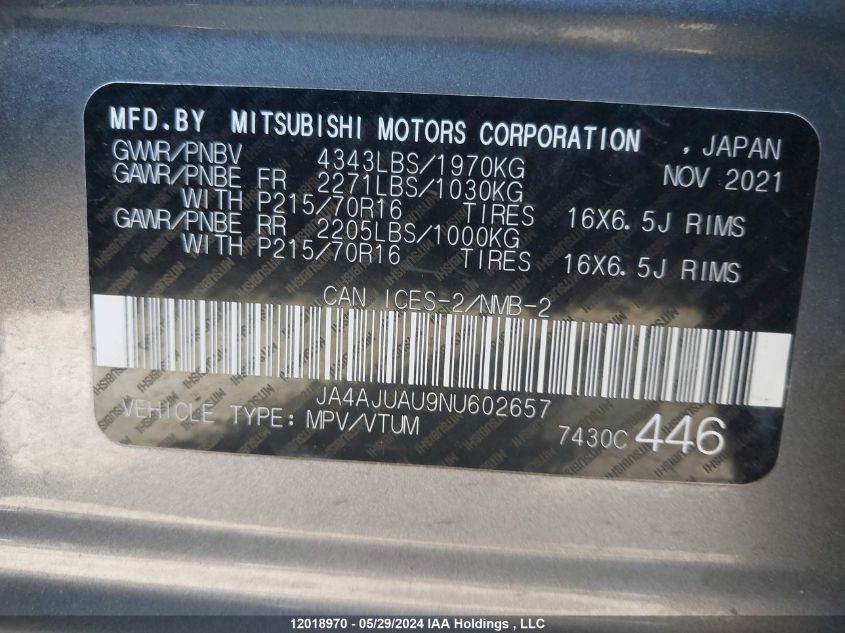 MFD.BY MITSUBISHI MOTORS CORPORATION , JAPAN
GVWR/PNBV 4343LBS/1970KG NOV 2021
GAWR/PNBE FR 2271LBS/1030KG
WITH P215/70R16 TIRES 16X6.5J RIMS
GAWR/PNBE RR 2205LBS/1000KG
WITH P215/70R16 TIRES 16X6.5J RIMS
CAN ICES-2/NMB-2
JA4AJUAU9NU602657
VEHICLE TYPE: MPV/VTUM 7430C 446
12018970 - 05/29/2024 IAA Holdings , LLC